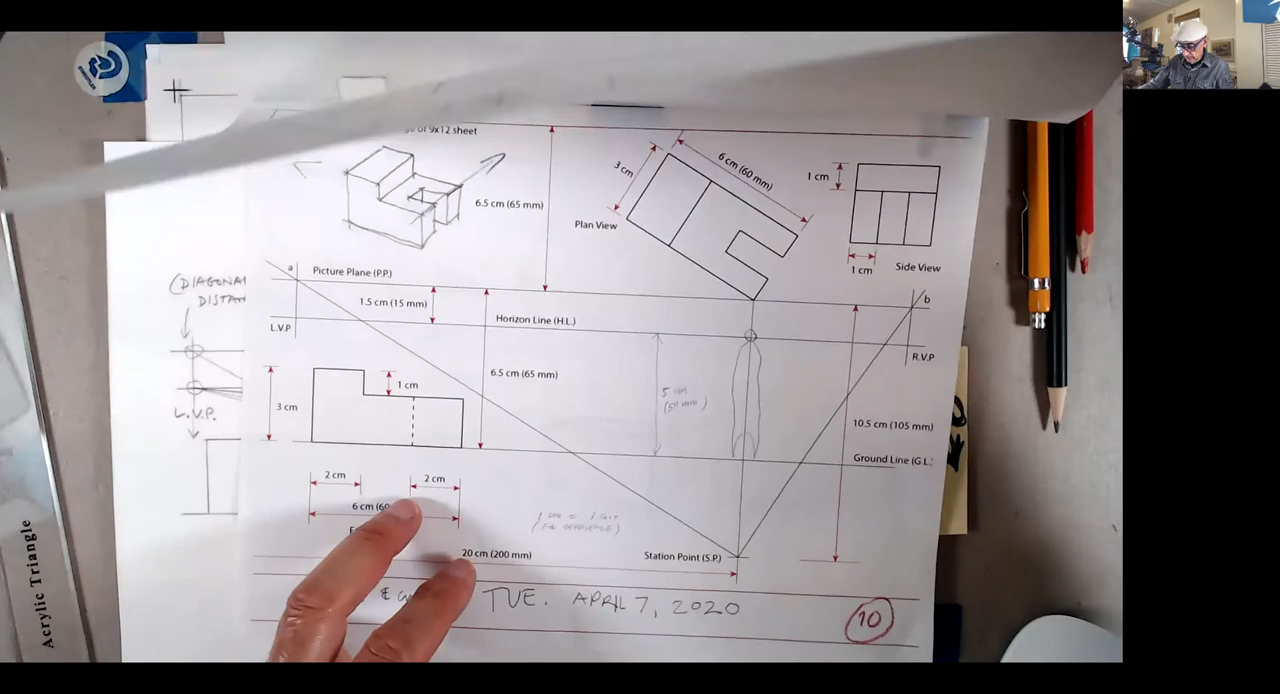 of 9x12 sheet
6.5 cm (65 mm)
3 cm
6 cm (60 mm)
Plan View
1 cm
1 cm
Side View
a
Picture Plane (P.P.)
b
1.5 cm (15 mm)
Horizon Line (H.L.)
L.V.P
R.V.P
(DIAGONAL
L.V.P.
3 cm
1 cm
6.5 cm (65 mm)
5 cm
(50 mm)
10.5 cm (105 mm)
Ground Line (G.L.
2 cm
2 cm
6 cm (60
20 cm (200 mm)
Station Point (S.P.)
TUE. APRIL 7, 2020
10
Acrylic Triangle